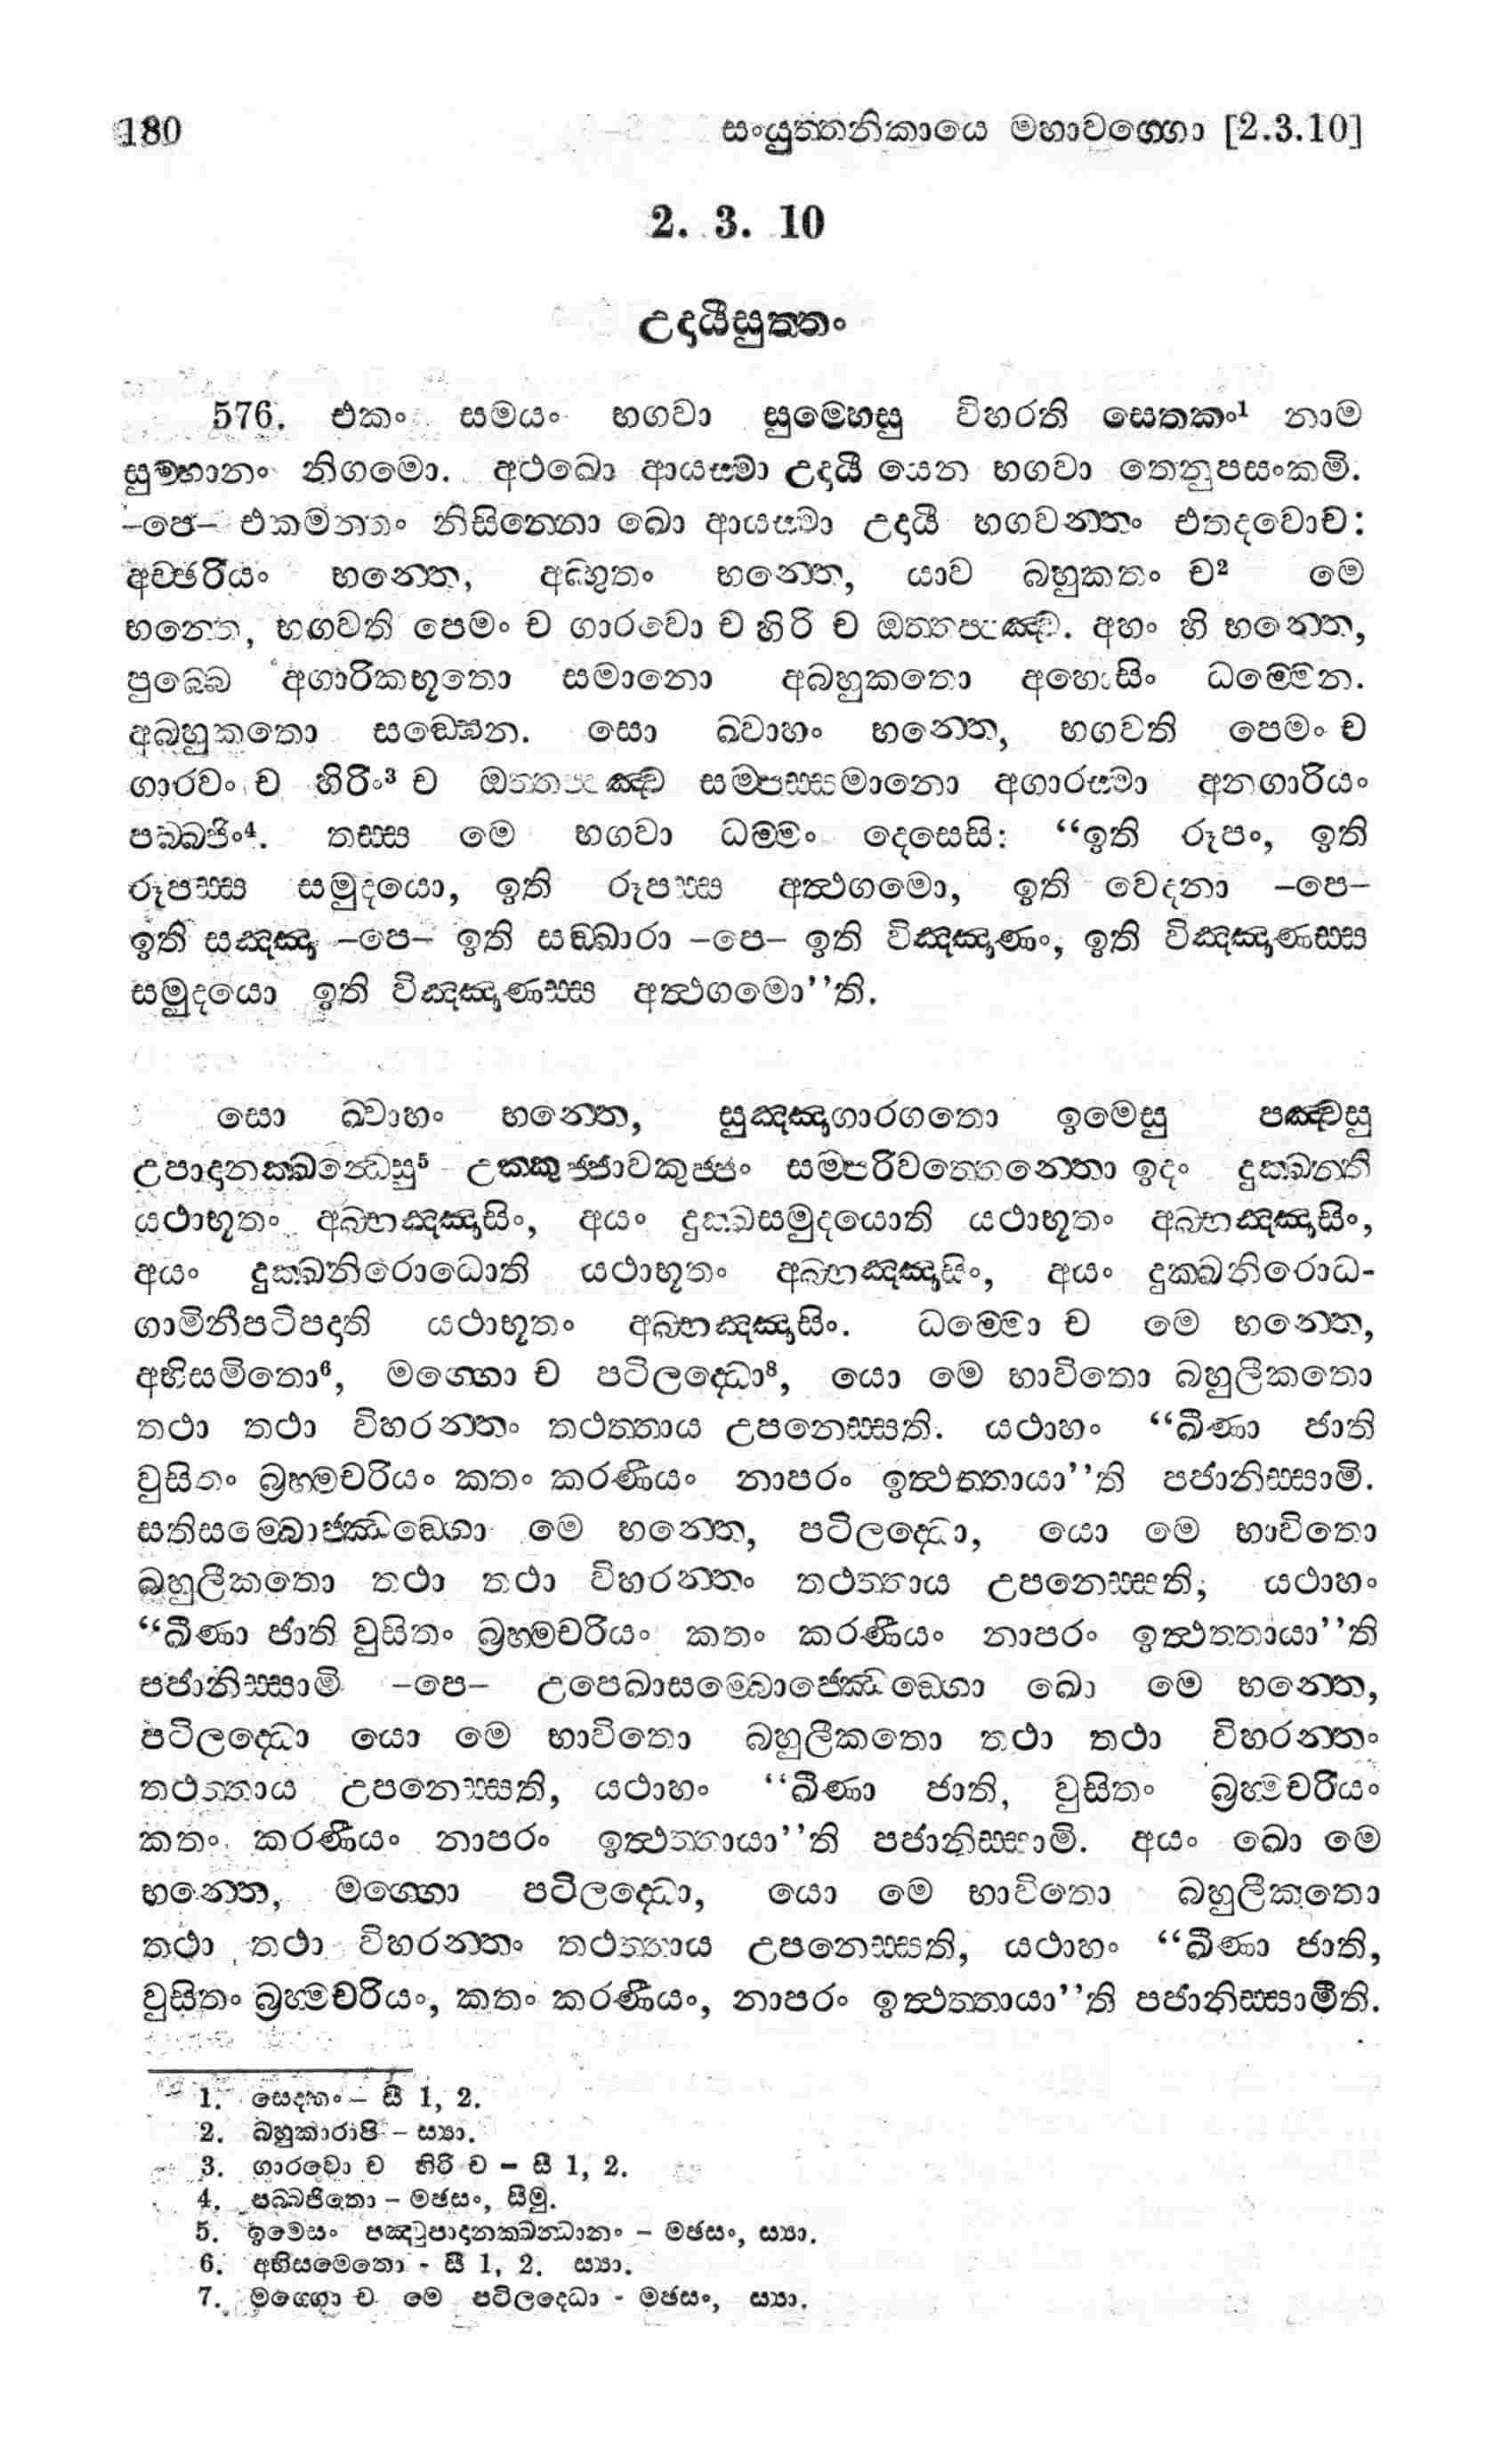 180 සංයුත්තනිකායෙ මහාවග්ගො [2.3.10]
2. 3. 10
උදායීසුත්තං
576. එකං සමයං භගවා සුම්හෙසු විහරති සෙතකං¹ නාම
සුම්භානං නිගමො. අථඛො ආයස්මා උදායී යෙන භගවා තෙනුපසංකමි.
–පෙ– එකමන්තං නිසින්නො ඛො ආයස්මා උදායී භගවන්තං එතදවොච:
අච්ඡරියං භන්තෙ, අබ්භුතං භන්තෙ, යාව බහුකතං ච² මෙ
භන්තෙ, භගවති පෙමං ච ගාරවො ච හිරි ච ඔත්තප්පඤ්ච. අහං හි භන්තෙ,
පුබ්බෙ අගාරිකභූතො සමානො අබහුකතො අහොසිං ධම්මෙන.
අබහුකතො සඞ්ඝෙන. සො ඛ්වාහං භන්තෙ, භගවති පෙමං ච
ගාරවං ච හිරිං³ ච ඔත්තප්පඤ්ච සම්පස්සමානො අගාරස්මා අනගාරියං
පබ්බජිං⁴. තස්ස මෙ භගවා ධම්මං දෙසෙසි: “ඉති රූපං, ඉති
රූපස්ස සමුදයො, ඉති රූපස්ස අත්ථගමො, ඉති වෙදනා –පෙ–
ඉති සඤ්ඤා –පෙ– ඉති සඞ්ඛාරා –පෙ– ඉති විඤ්ඤාණං, ඉති විඤ්ඤාණස්ස
සමුදයො ඉති විඤ්ඤාණස්ස අත්ථගමො’’ති.
සො ඛ්වාහං භන්තෙ, සුඤ්ඤාගාරගතො ඉමෙසු පඤ්චසු
උපාදානක්ඛන්ධෙසු⁵ උක්කුජ්ජාවකුජ්ජං සම්පරිවත්තෙන්තො ඉදං දුක්ඛන්ති
යථාභූතං අබ්භඤ්ඤාසිං, අයං දුක්ඛසමුදයොති යථාභූතං අබ්භඤ්ඤාසිං,
අයං දුක්ඛනිරොධොති යථාභූතං අබ්භඤ්ඤාසිං, අයං දුක්ඛනිරොධ-
ගාමිනීපටිපදාති යථාභූතං අබ්භඤ්ඤාසිං. ධම්මො ච මෙ භන්තෙ,
අභිසමිතො⁶, මග්ගො ච පටිලද්ධො⁸, යො මෙ භාවිතො බහුලීකතො
තථා තථා විහරන්තං තථත්තාය උපනෙස්සති. යථාහං “ඛීණා ජාති
වුසිතං බ්‍රහ්මචරියං කතං කරණීයං නාපරං ඉත්ථත්තායා’’ති පජානිස්සාමි.
සතිසම්බොජ්ඣඞ්ගො මෙ භන්තෙ, පටිලද්ධො, යො මෙ භාවිතො
බහුලීකතො තථා තථා විහරන්තං තථත්තාය උපනෙස්සති, යථාහං
“ඛීණා ජාති වුසිතං බ්‍රහ්මචරියං කතං කරණීයං නාපරං ඉත්ථත්තායා’’ති
පජානිස්සාමි –පෙ– උපෙඛාසම්බොජ්ඣඞ්ගො ඛො මෙ භන්තෙ,
පටිලද්ධො යො මෙ භාවිතො බහුලීකතො තථා තථා විහරන්තං
තථත්තාය උපනෙස්සති, යථාහං “ඛීණා ජාති, වුසිතං බ්‍රහ්මචරියං
කතං කරණීයං නාපරං ඉත්ථත්තායා’’ති පජානිස්සාමි. අයං ඛො මෙ
භන්තෙ, මග්ගො පටිලද්ධො, යො මෙ භාවිතො බහුලීකතො
තථා තථා විහරන්තං තථත්තාය උපනෙස්සති, යථාහං “ඛීණා ජාති,
වුසිතං බ්‍රහ්මචරියං, කතං කරණීයං, නාපරං ඉත්ථත්තායා’’ති පජානිස්සාමීති.
1. සෙදතං – සී 1, 2.
2. බහුකාරාපි – ස්‍යා.
3. ගාරවො ච හිරි ච – සී 1, 2.
4. පබ්බජිතො – මඡසං, සීමු.
5. ඉමෙසං පඤ්චුපාදානක්ඛන්ධානං – මඡසං, ස්‍යා.
6. අභිසමෙතො - සී 1, 2. ස්‍යා.
7. මග්ගො ච මෙ පටිලද්ධො - මඡසං, ස්‍යා.